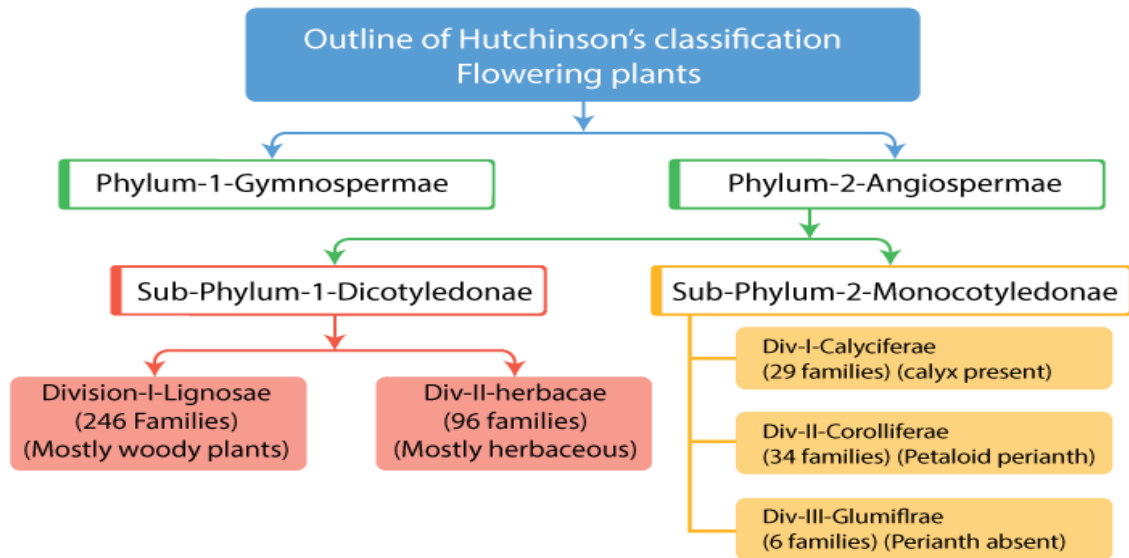 Outline of Hutchinson's classification
Flowering plants
Phylum-1-Gymnospermae
Phylum-2-Angiospermae
Sub-Phylum-1-Dicotyledonae
Sub-Phylum-2-Monocotyledonae
Division-I-Lignosae
(246 Families)
(Mostly woody plants)
Div-II-herbacae
(96 families)
(Mostly herbaceous)
Div-I-Calyciferae
(29 families) (calyx present)
Div-II-Corolliferae
(34 families) (Petaloid perianth)
Div-III-Glumiflrae
(6 families) (Perianth absent)